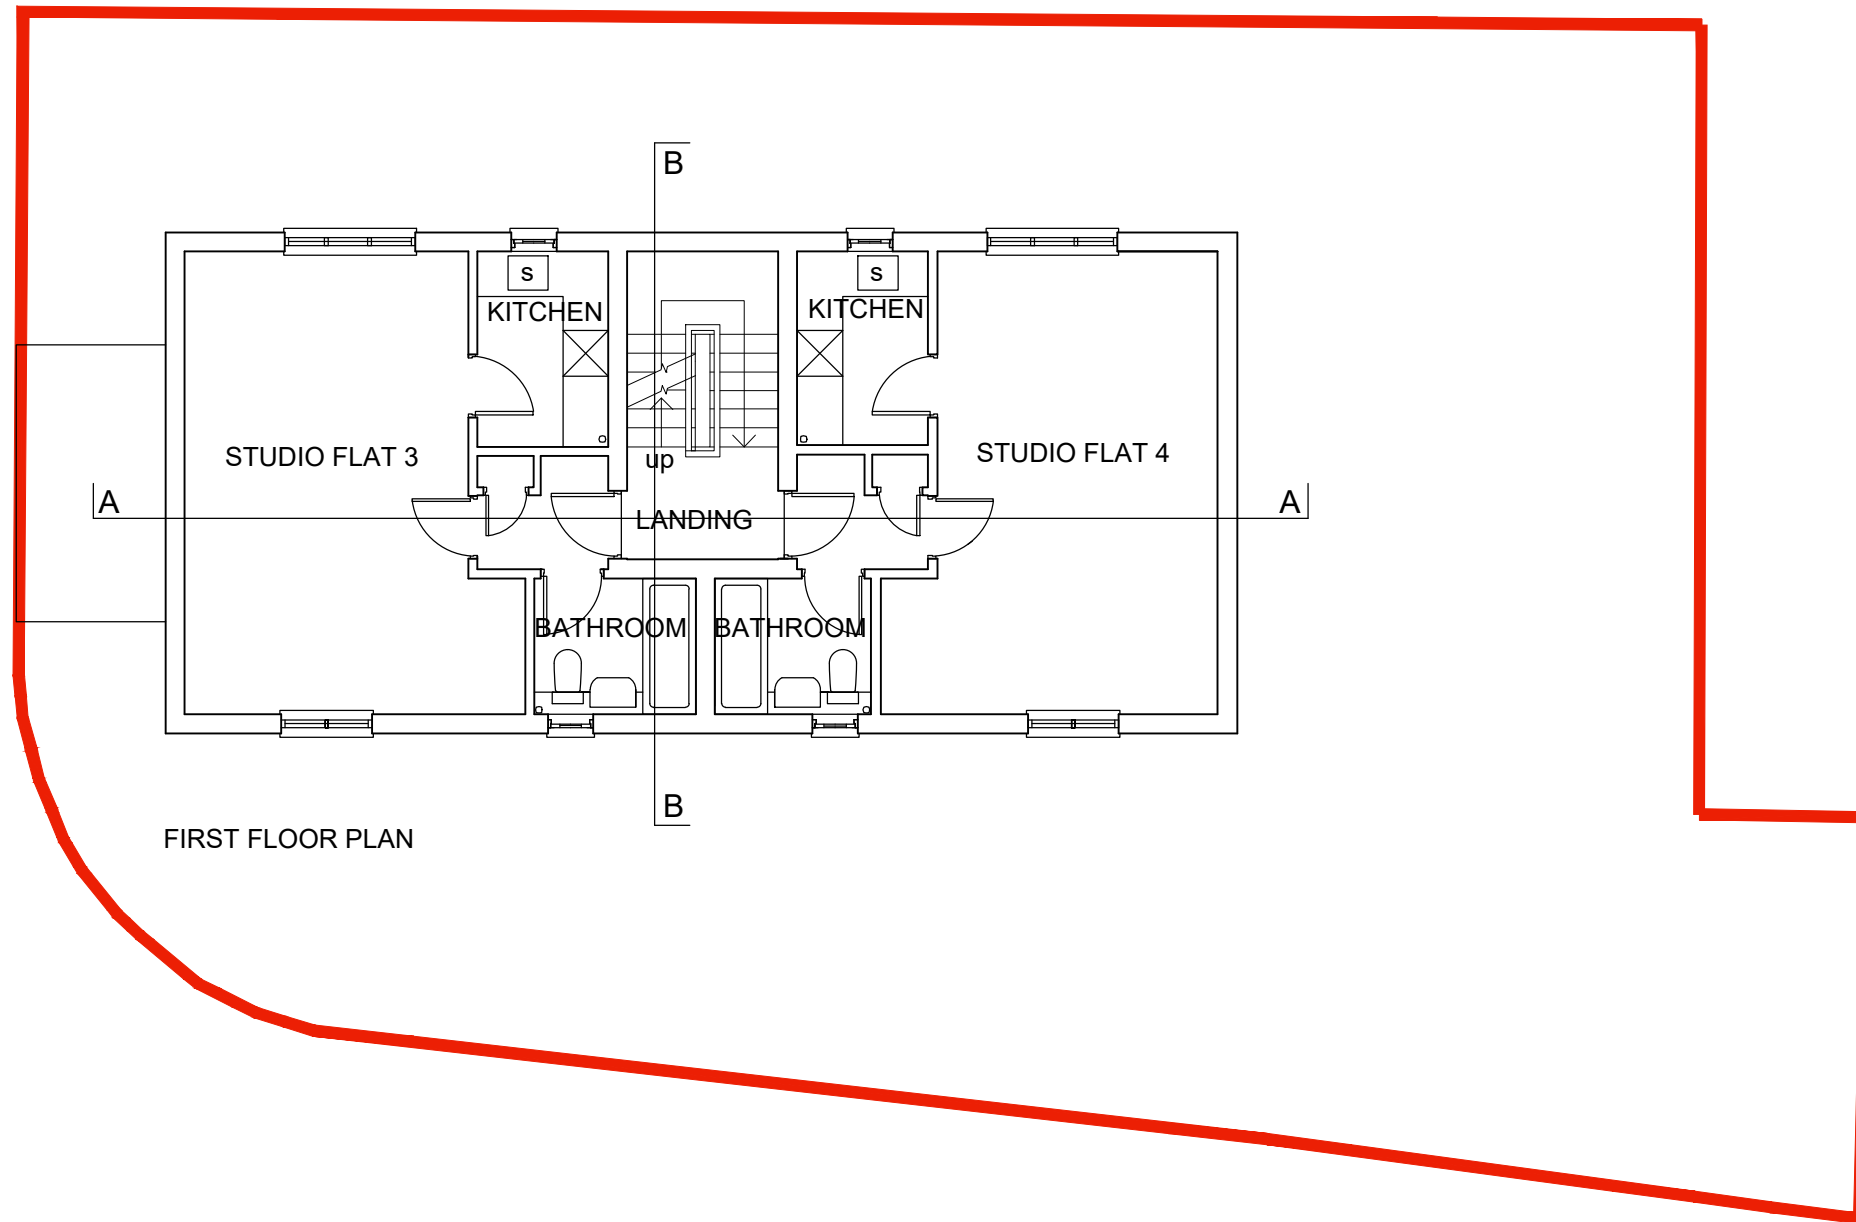 B
s
s
KITCHEN
KITCHEN
STUDIO FLAT 3
up
STUDIO FLAT 4
A
LANDING
A
BATHROOM
BATHROOM
B
FIRST FLOOR PLAN